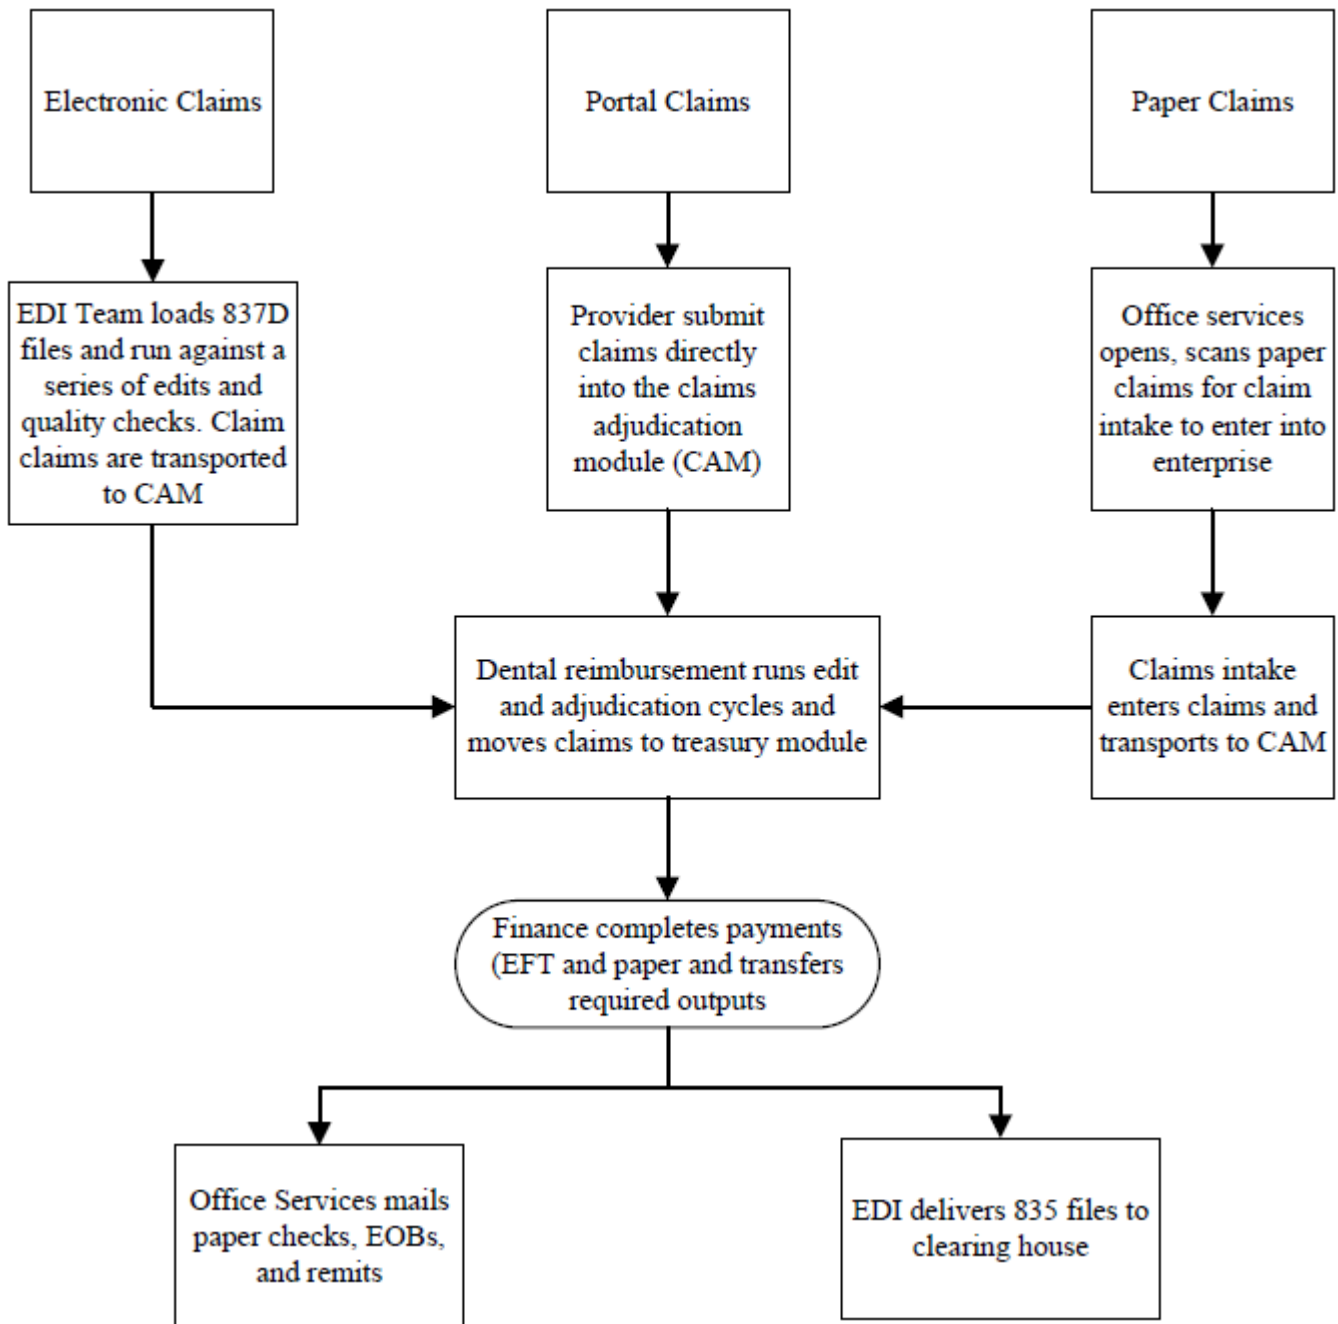 Electronic Claims
Portal Claims
Paper Claims
EDI Team loads 837D
files and run against a
series of edits and
quality checks. Claim
claims are transported
to CAM
Provider submit
claims directly
into the claims
adjudication
module (CAM)
Office services
opens, scans paper
claims for claim
intake to enter into
enterprise
Dental reimbursement runs edit
and adjudication cycles and
moves claims to treasury module
Claims intake
enters claims and
transports to CAM
Finance completes payments
(EFT and paper and transfers
required outputs
Office Services mails
paper checks, EOBs,
and remits
EDI delivers 835 files to
clearing house